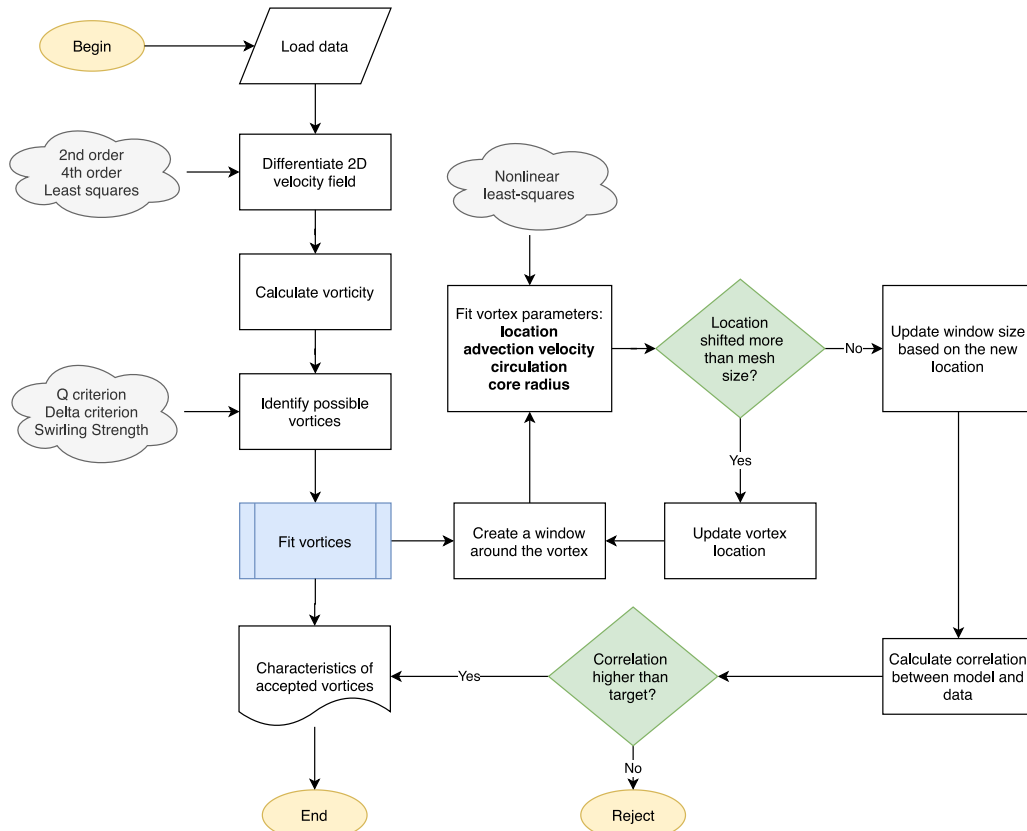 Begin
Load data
2nd order
4th order
Least squares
Differentiate 2D
velocity field
Nonlinear
least-squares
Calculate vorticity
Fit vortex parameters:
location
advection velocity
circulation
core radius
Location
shifted more
than mesh
size?
No
Update window size
based on the new
location
Q criterion
Delta criterion
Swirling Strength
Identify possible
vortices
Yes
Fit vortices
Create a window
around the vortex
Update vortex
location
Characteristics of
accepted vortices
Yes
Correlation
higher than
target?
Calculate correlation
between model and
data
No
End
Reject